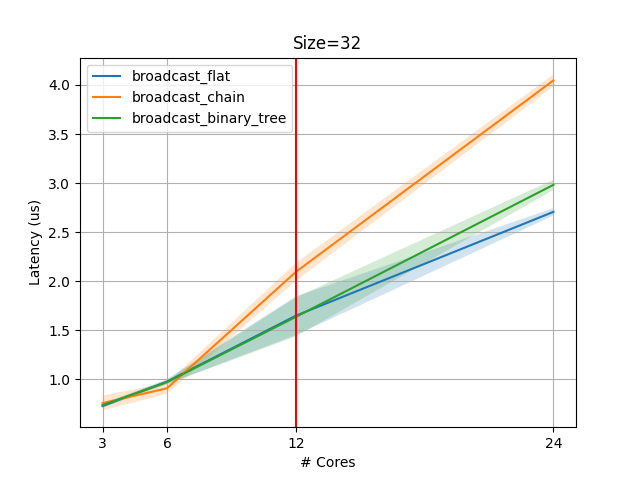 Size=32
broadcast_flat
broadcast_chain
broadcast_binary_tree
Latency (us)
4.0
3.5
3.0
2.5
2.0
1.5
1.0
3 6 12 24
# Cores